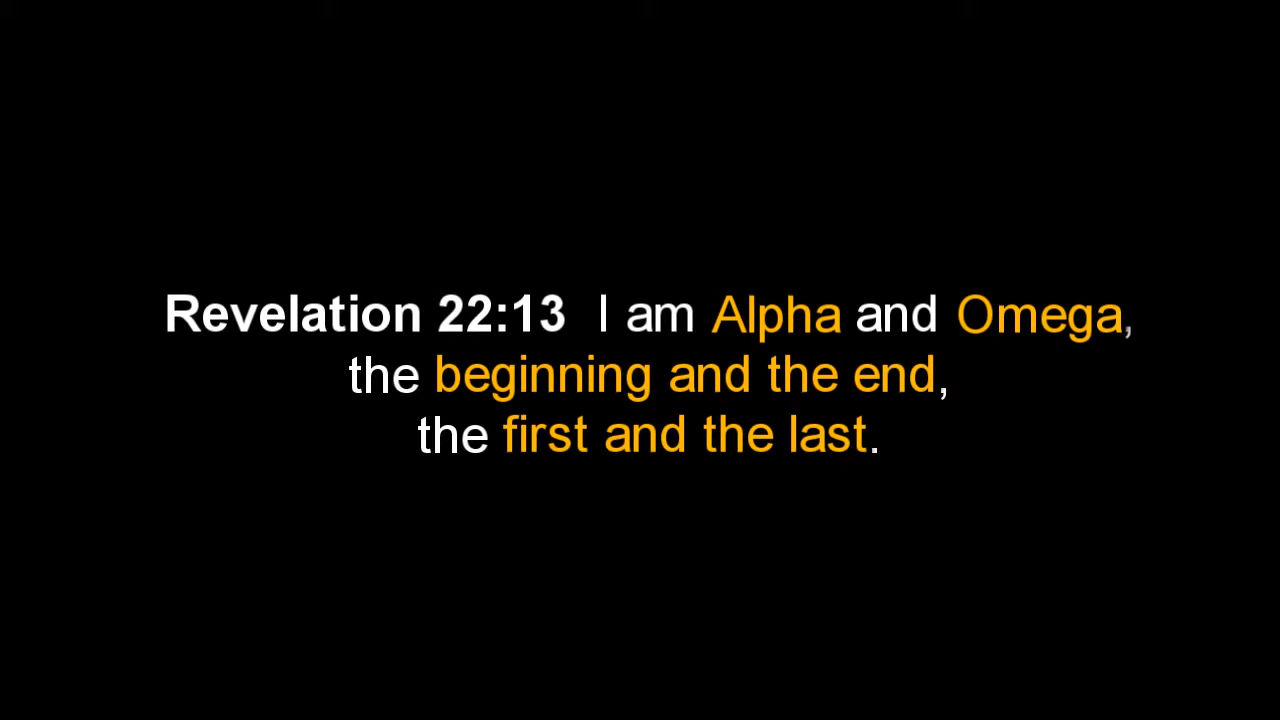 Revelation 22:13 I am Alpha and Omega,
the beginning and the end,
the first and the last.